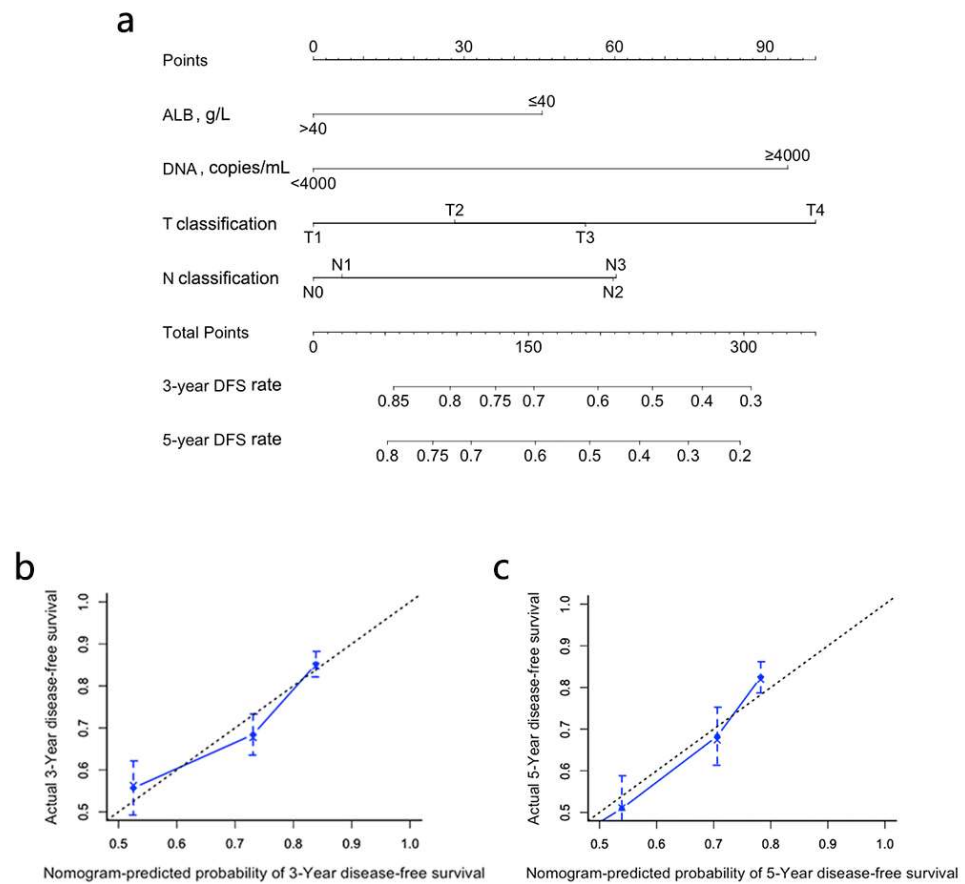 a
Points
0 30 60 90
ALB, g/L
≤40
>40
DNA, copies/mL
≥4000
<4000
T classification
T2 T4
T1 T3
N classification
N1 N3
N0 N2
Total Points
0 150 300
3-year DFS rate
0.85 0.8 0.75 0.7 0.6 0.5 0.4 0.3
5-year DFS rate
0.8 0.75 0.7 0.6 0.5 0.4 0.3 0.2
b
Actual 3-Year disease-free survival
1.0
0.9
0.8
0.7
0.6
0.5
0.5 0.6 0.7 0.8 0.9 1.0
Nomogram-predicted probability of 3-Year disease-free survival
c
Actual 5-Year disease-free survival
1.0
0.9
0.8
0.7
0.6
0.5
0.5 0.6 0.7 0.8 0.9 1.0
Nomogram-predicted probability of 5-Year disease-free survival